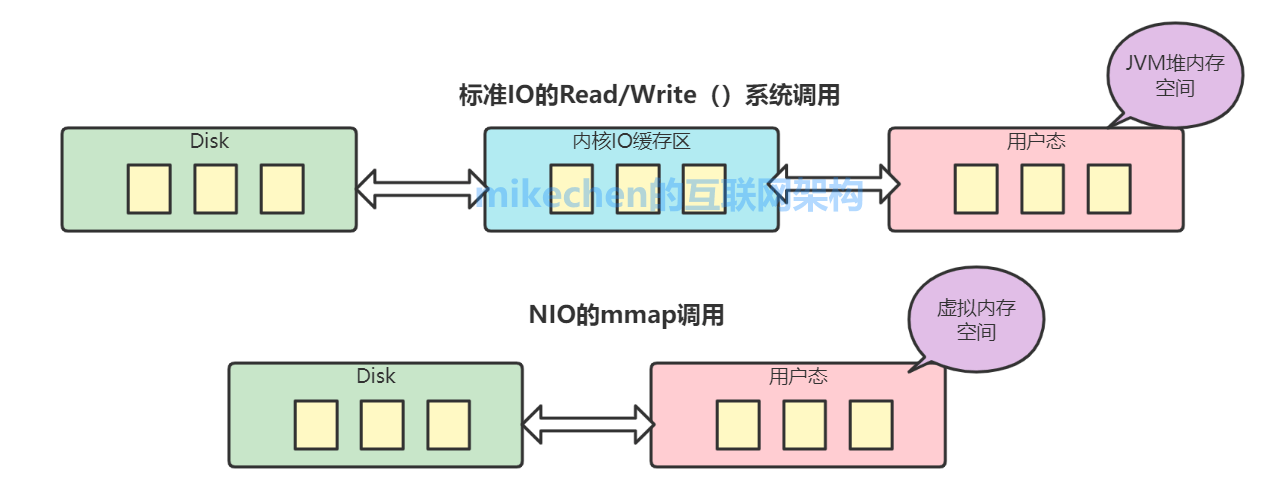 JVM堆内存
空间
标准IO的Read/Write（）系统调用
Disk
内核IO缓存区
用户态
mikechen的互联网架构
虚拟内存
空间
NIO的mmap调用
Disk
用户态